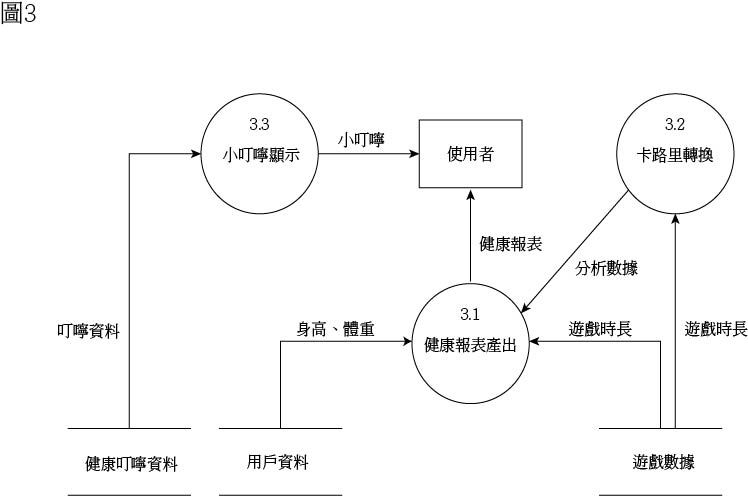 圖3
3.3
小叮嚀顯示
小叮嚀
使用者
3.2
卡路里轉換
健康報表
分析數據
3.1
健康報表產出
叮嚀資料
身高、體重
遊戲時長
遊戲時長
健康叮嚀資料
用戶資料
遊戲數據